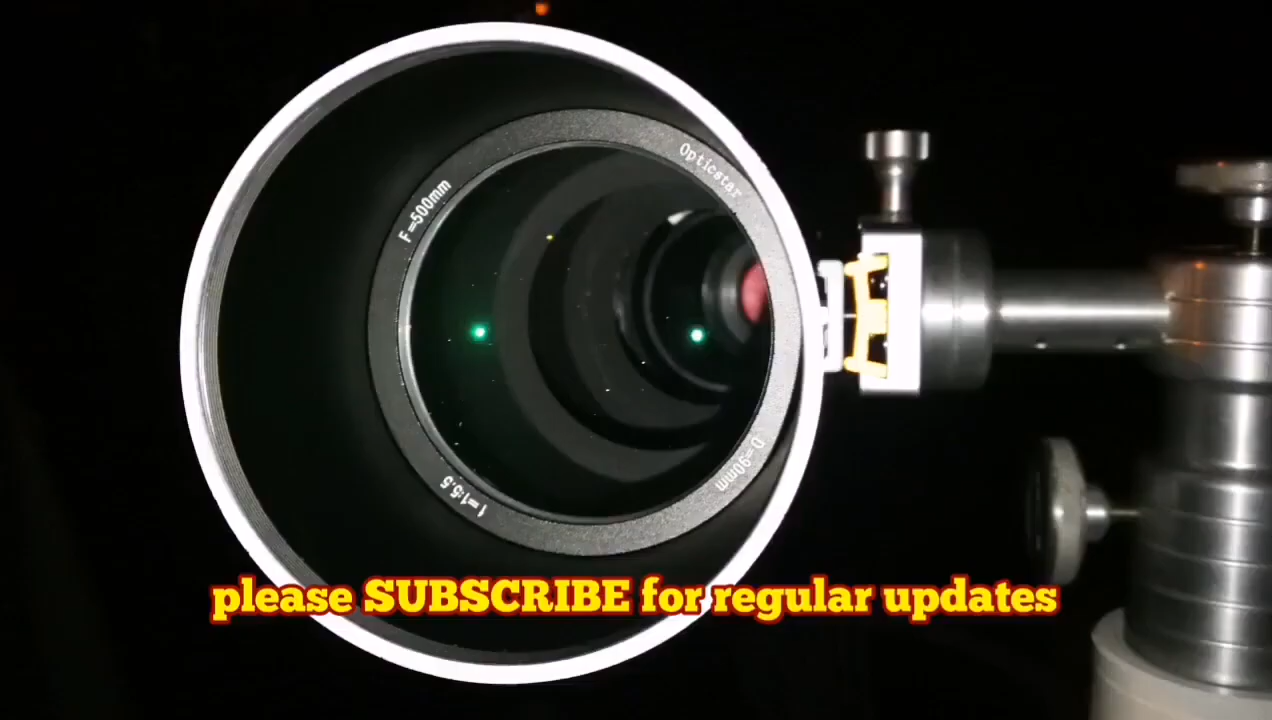 Opticstar
F=500mm
D=90mm
f=1:5.5
please SUBSCRIBE for regular updates